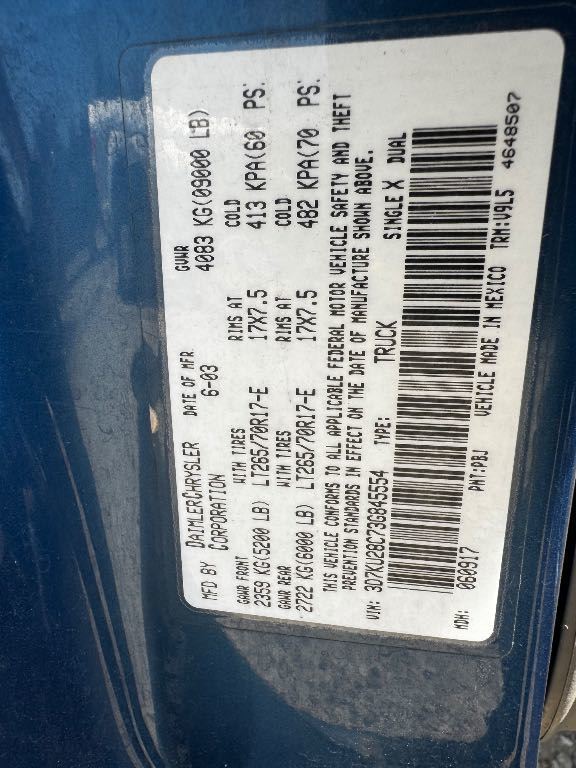 MFD BY DAIMLERCHRYSLER CORPORATION DATE OF MFR 6-03 GVWR 4083 KG(09000 LB)
GAWR FRONT WITH TIRES RIMS AT COLD
2359 KG(5200 LB) LT265/70R17-E 17X7.5 413 KPA(60 PS:
GAWR REAR WITH TIRES RIMS AT COLD
2722 KG(6000 LB) LT265/70R17-E 17X7.5 482 KPA(70 PS:
THIS VEHICLE CONFORMS TO ALL APPLICABLE FEDERAL MOTOR VEHICLE SAFETY AND THEFT
PREVENTION STANDARDS IN EFFECT ON THE DATE OF MANUFACTURE SHOWN ABOVE.
VIN: 3D7KU28C73G845554 TYPE: TRUCK SINGLE X DUAL
MDH: 060917 PNT:PBJ VEHICLE MADE IN MEXICO TRM:V9L5 4648507